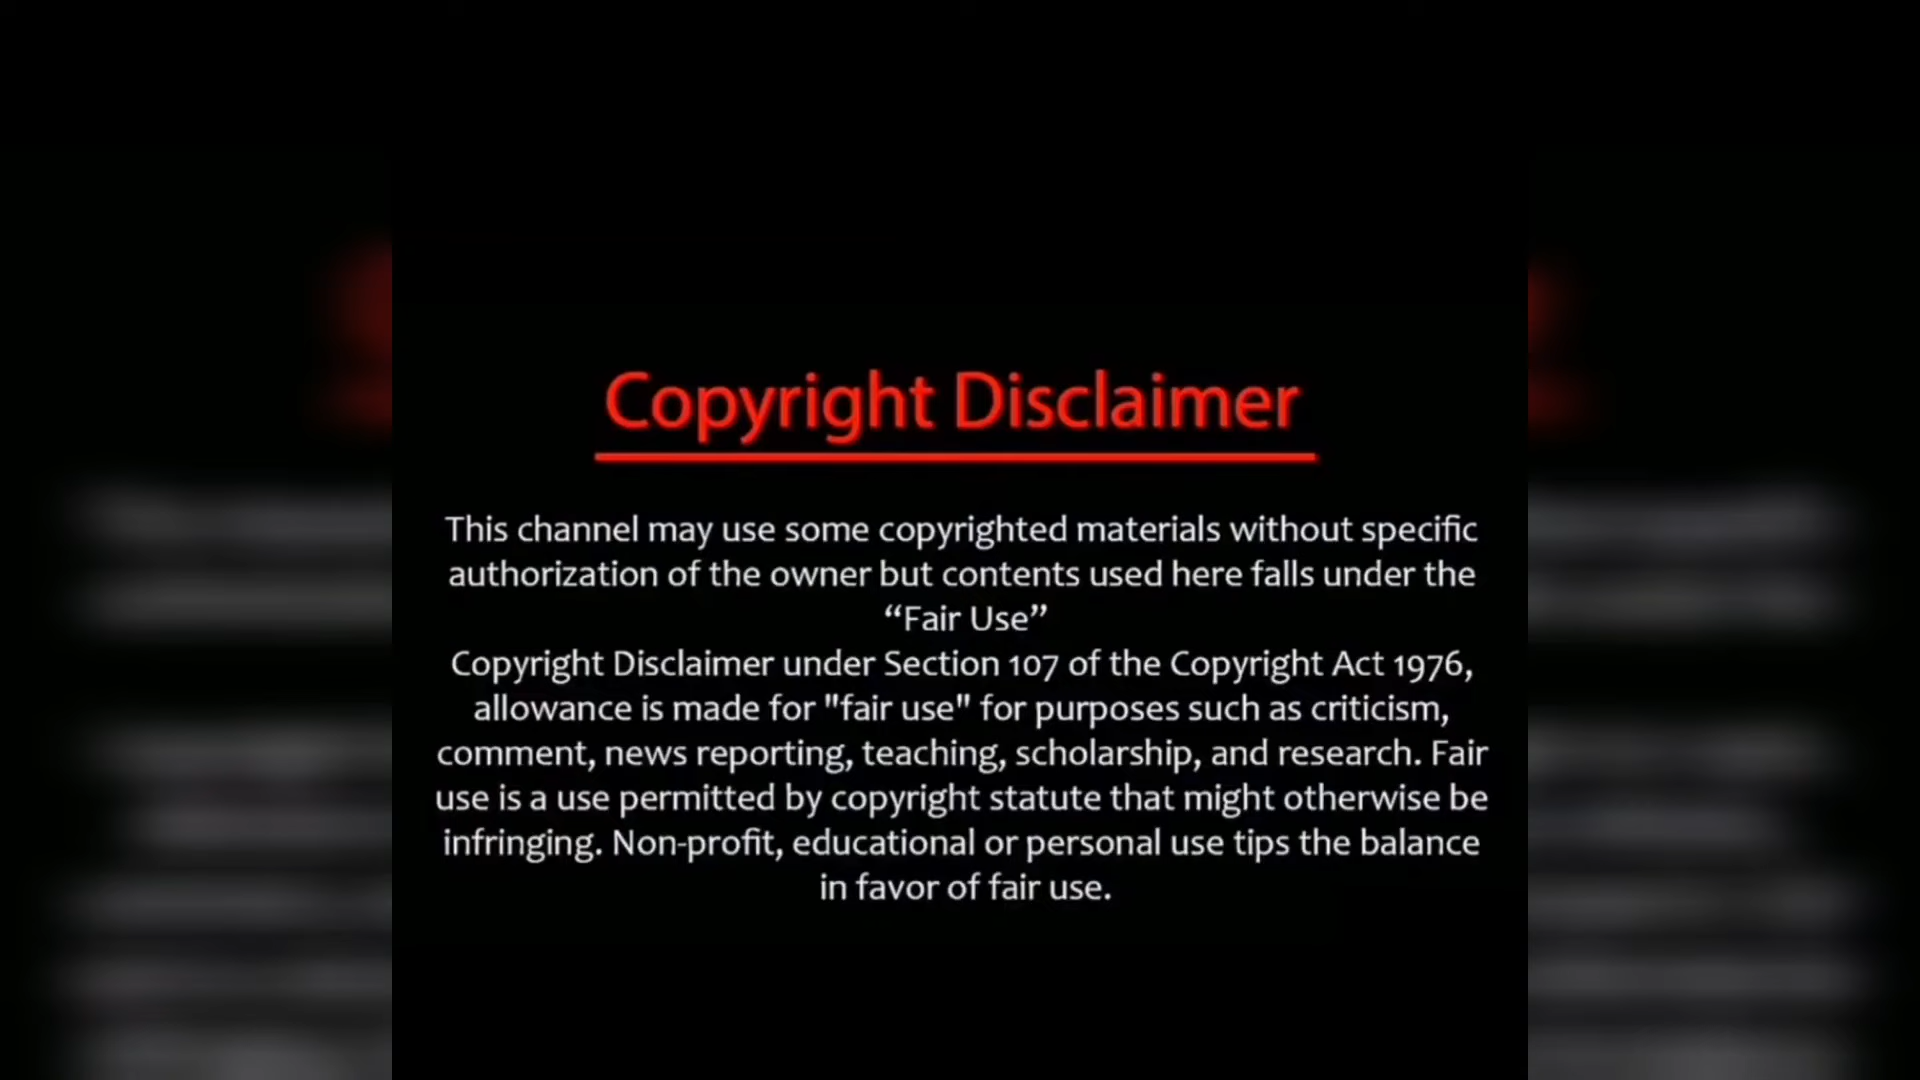 Copyright Disclaimer
This channel may use some copyrighted materials without specific
authorization of the owner but contents used here falls under the
“Fair Use”
Copyright Disclaimer under Section 107 of the Copyright Act 1976,
allowance is made for "fair use" for purposes such as criticism,
comment, news reporting, teaching, scholarship, and research. Fair
use is a use permitted by copyright statute that might otherwise be
infringing. Non-profit, educational or personal use tips the balance
in favor of fair use.